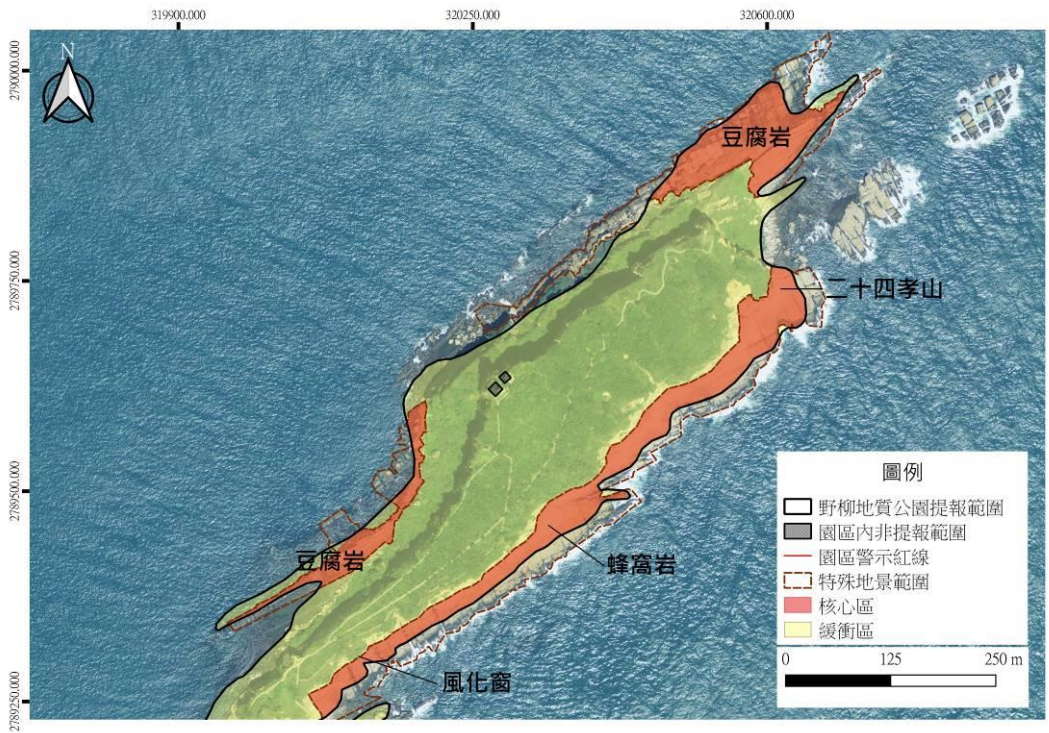 319900.000
320250.000
320600.000
2790000.000
2789750.000
2789500.000
2789250.000
N
豆腐岩
二十四孝山
豆腐岩
蜂窩岩
風化窗
圖例
野柳地質公園提報範圍
園區內非提報範圍
園區警示紅線
特殊地景範圍
核心區
緩衝區
0 125 250 m